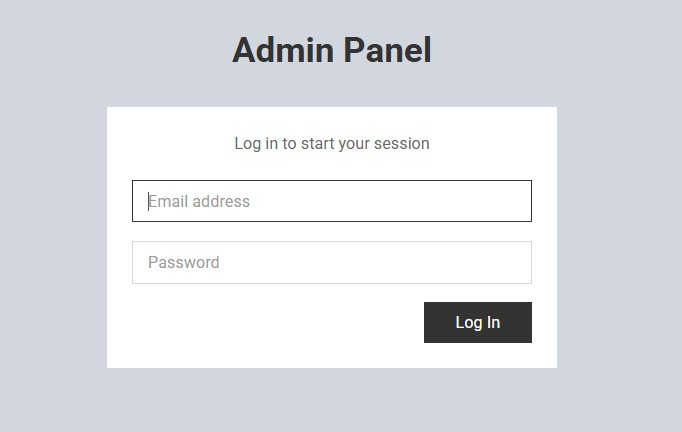 Admin Panel
Log in to start your session
Email address
Password
Log In